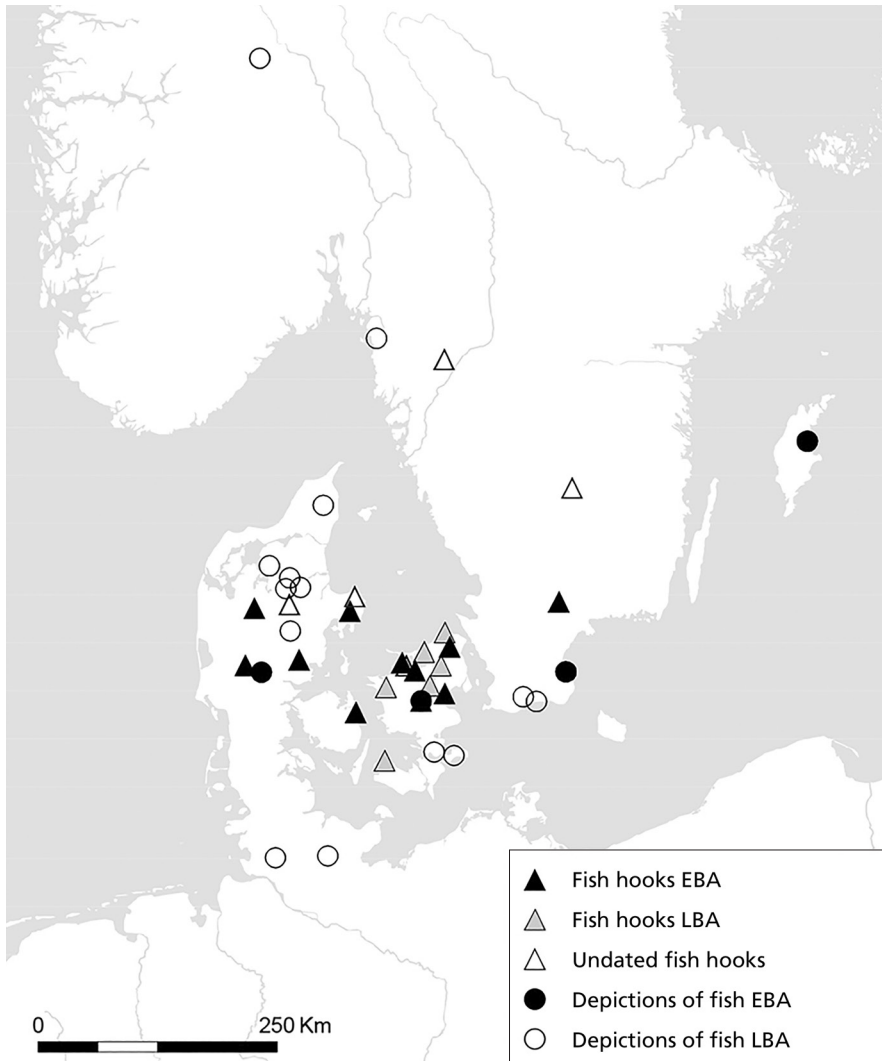 Fish hooks EBA
Fish hooks LBA
Undated fish hooks
Depictions of fish EBA
Depictions of fish LBA
0 250 Km